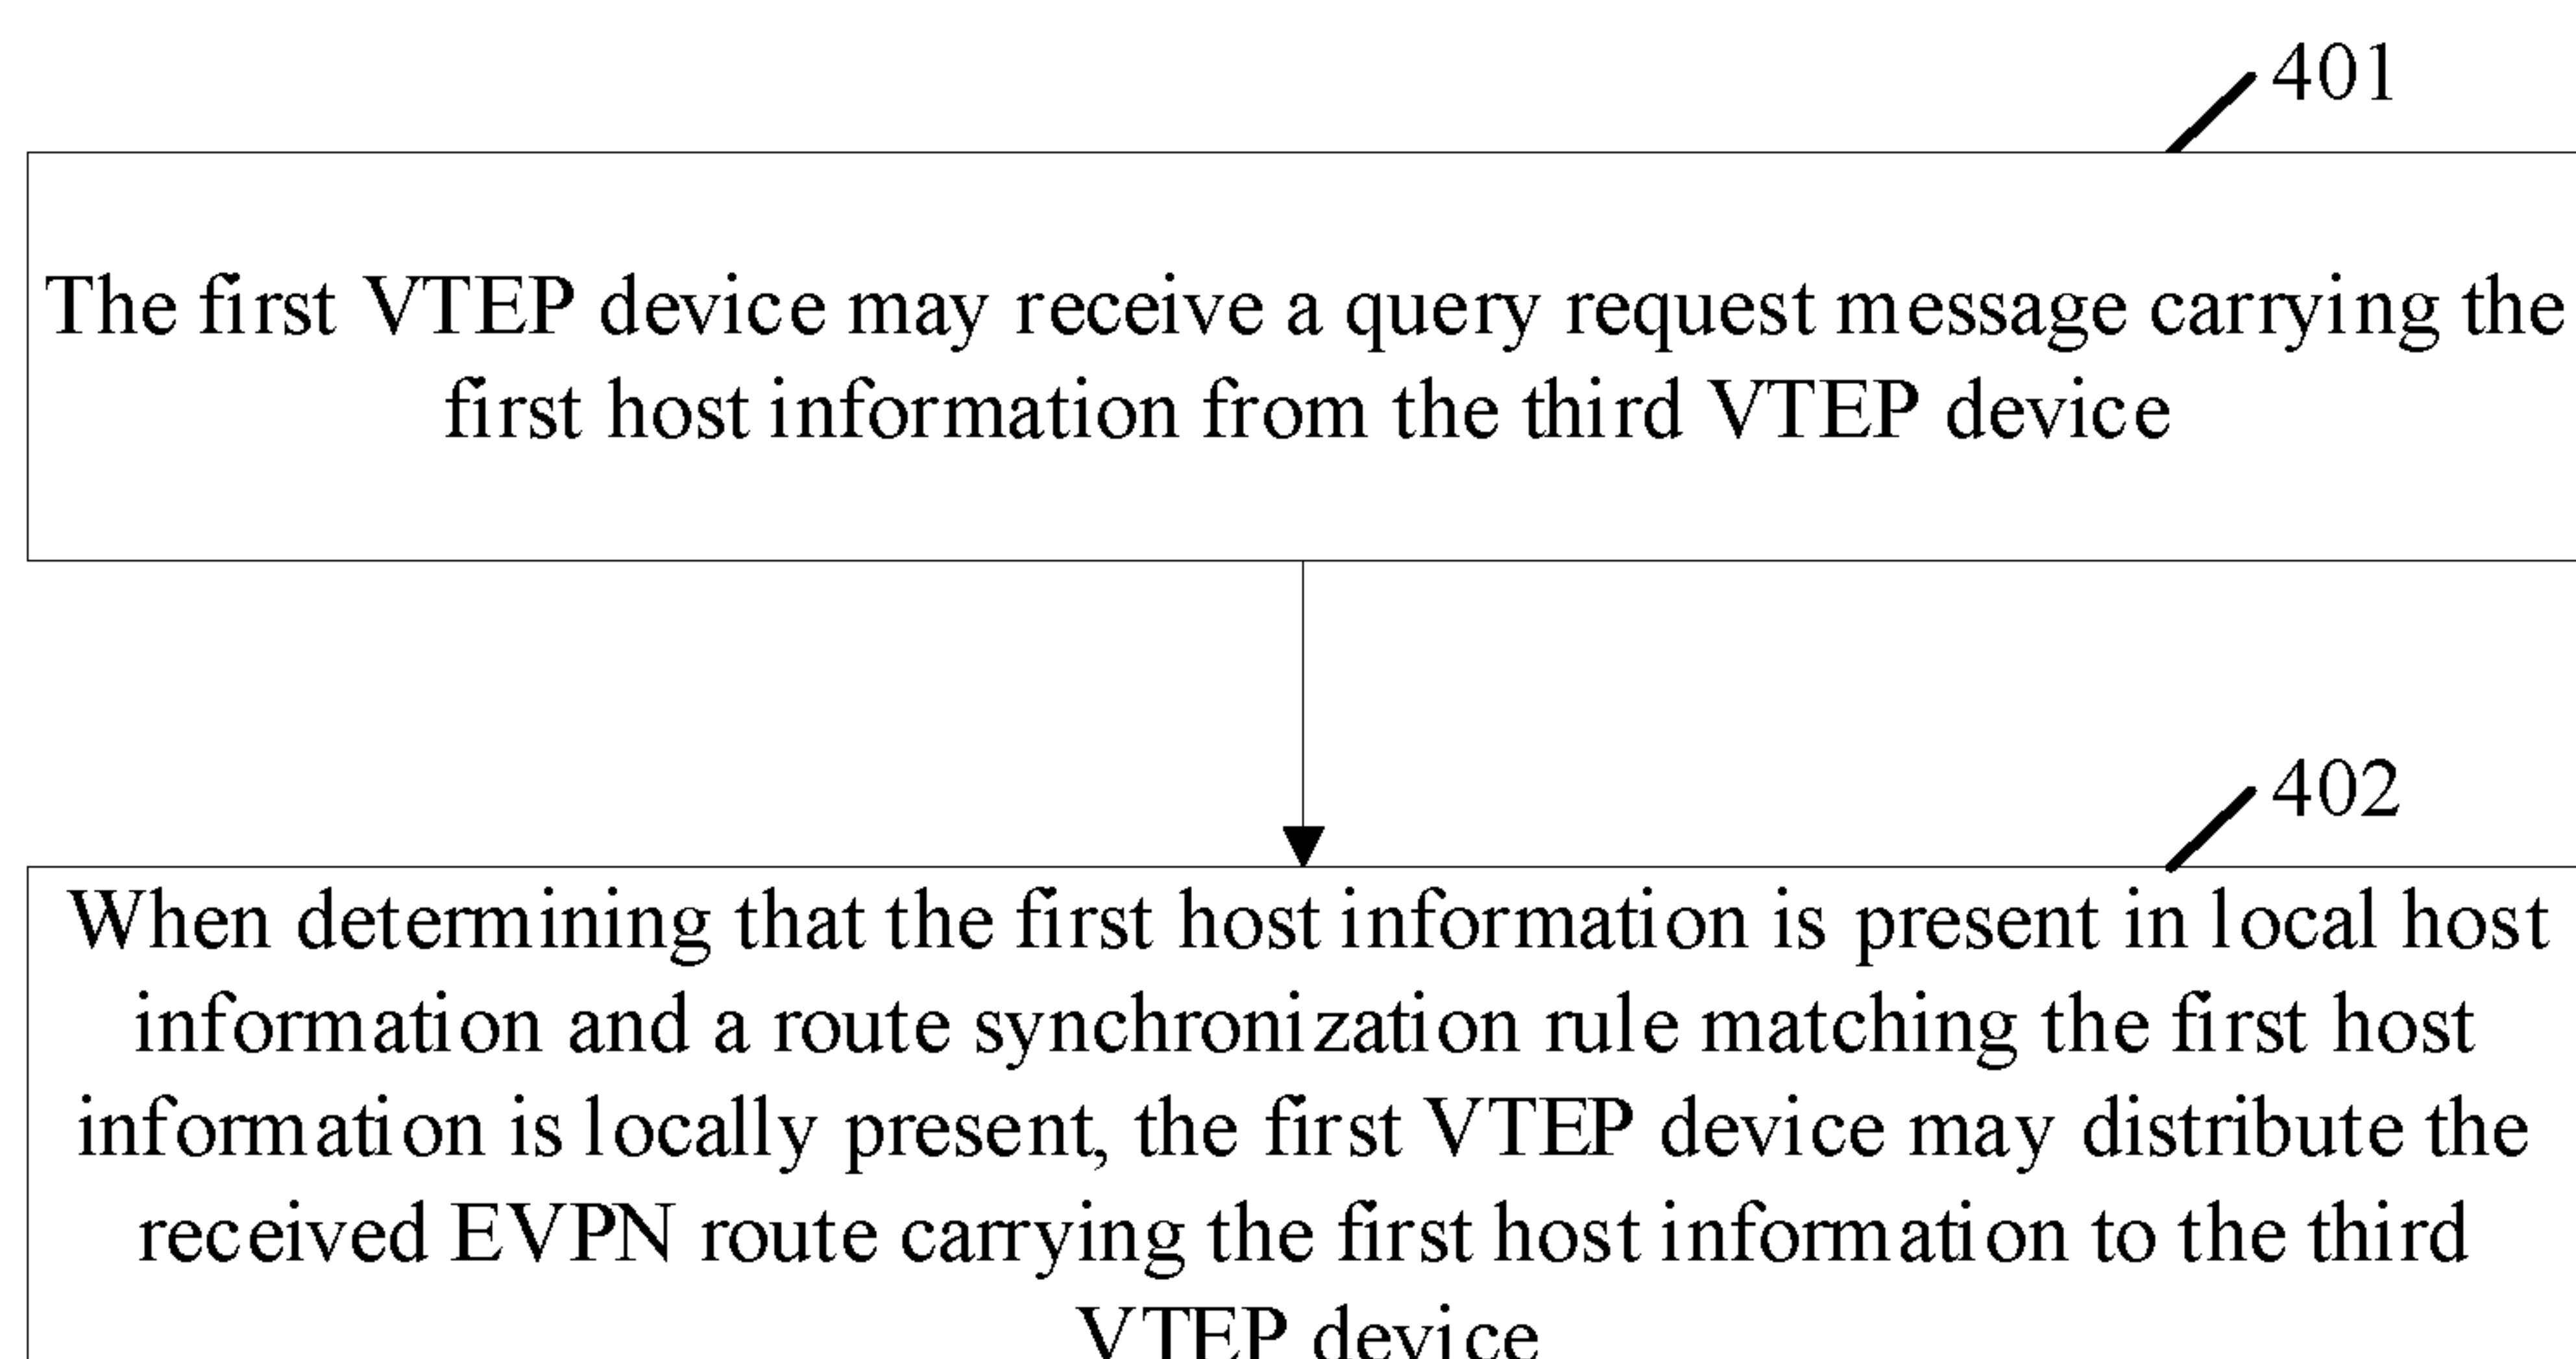 401
The first VTEP device may receive a query request message carrying the
first host information from the third VTEP device
402
When determining that the first host information is present in local host
information and a route synchronization rule matching the first host
information is locally present, the first VTEP device may distribute the
received EVPN route carrying the first host information to the third
VTEP device